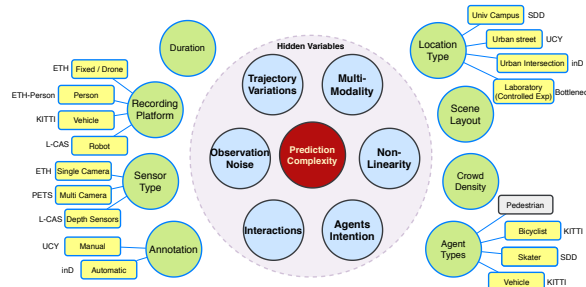 Duration
ETH
Fixed / Drone
ETH-Person
Person
KITTI
Vehicle
L-CAS
Robot
Recording
Platform
ETH
Single Camera
PETS
Multi Camera
L-CAS
Depth Sensors
Sensor
Type
UCY
Manual
inD
Automatic
Annotation
Hidden Variables
Trajectory
Variations
Multi-
Modality
Observation
Noise
Prediction
Complexity
Non-
Linearity
Interactions
Agents
Intention
Location
Type
Univ Campus
SDD
Urban street
UCY
Urban Intersection
inD
Laboratory
(Controlled Exp)
Bottleneck
Scene
Layout
Crowd
Density
Agent
Types
Pedestrian
Bicyclist
KITTI
Skater
SDD
Vehicle
KITTI